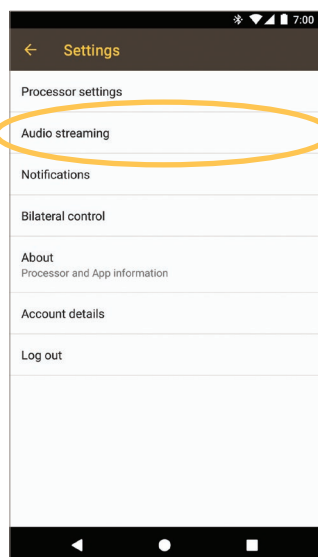 7:00
Settings
Processor settings
Audio streaming
Notifications
Bilateral control
About
Processor and App information
Account details
Log out